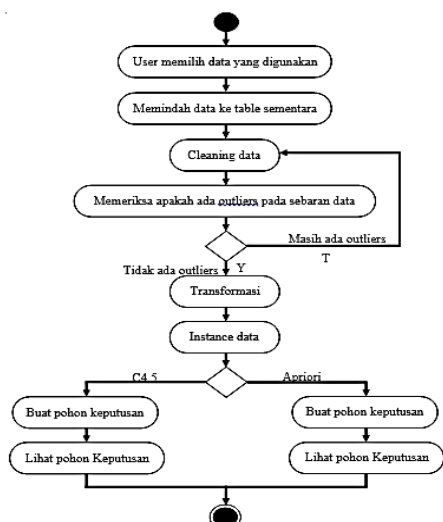 User memilih data yang digunakan
Memindah data ke table sementara
Cleaning data
Memeriksa apakah ada outliers pada sebaran data
Masih ada outliers
T
Tidak ada outliers
Y
Transformasi
Instance data
C4.5
Apriori
Buat pohon keputusan
Buat pohon keputusan
Lihat pohon Keputusan
Lihat pohon Keputusan